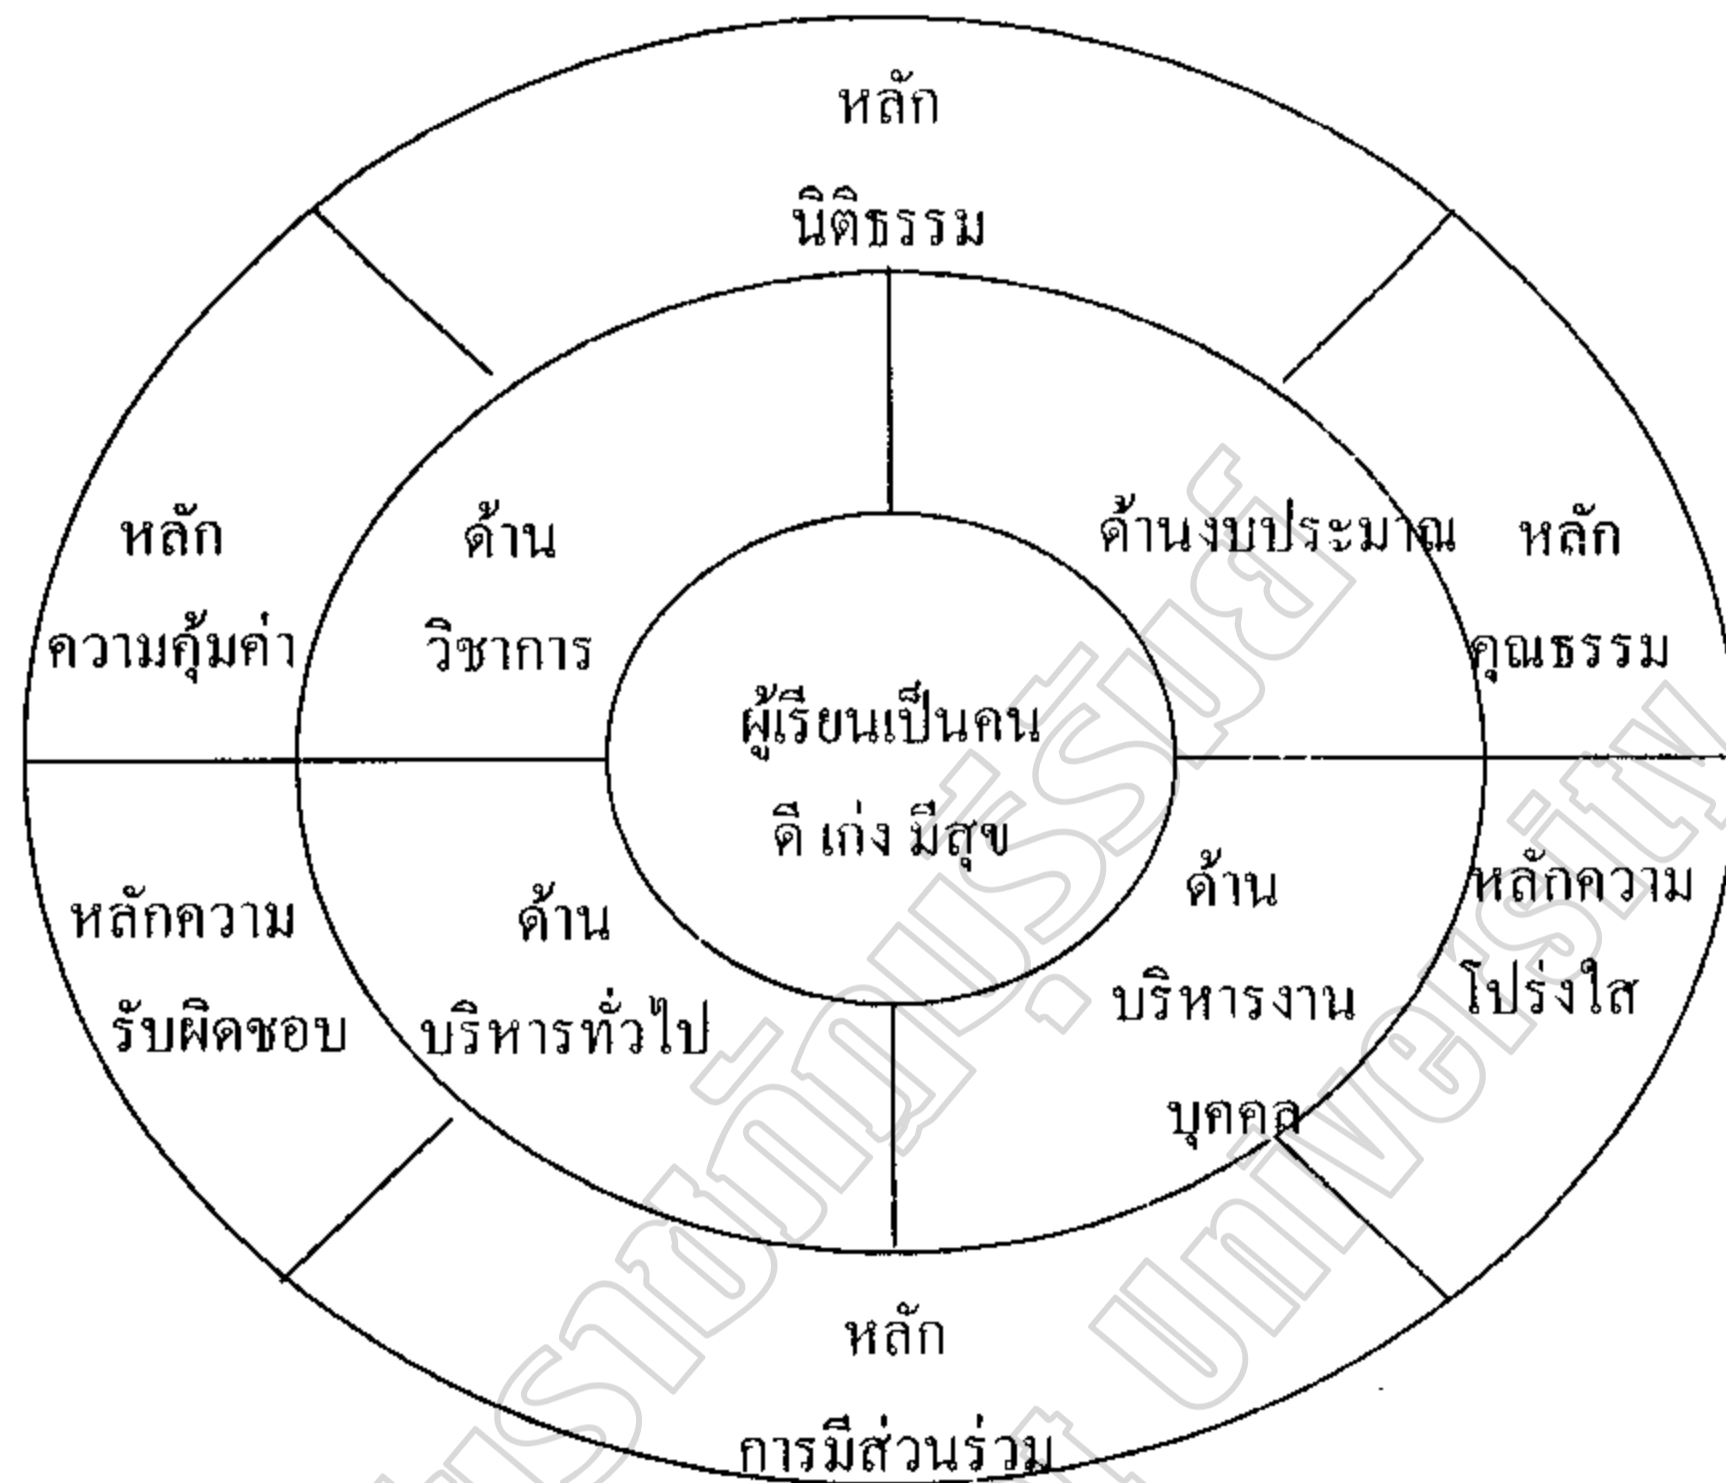 หลัก
นิติธรรม
หลัก
ความคุ้มค่า
ด้าน
วิชาการ
ด้านงบประมาณ
หลัก
คุณธรรม
ผู้เรียนเป็นคน
ดี เก่ง มีสุข
หลักความ
รับผิดชอบ
ด้าน
บริหารทั่วไป
ด้าน
บริหารงาน
บุคคล
หลักความ
โปร่งใส
หลัก
การมีส่วนร่วม
University